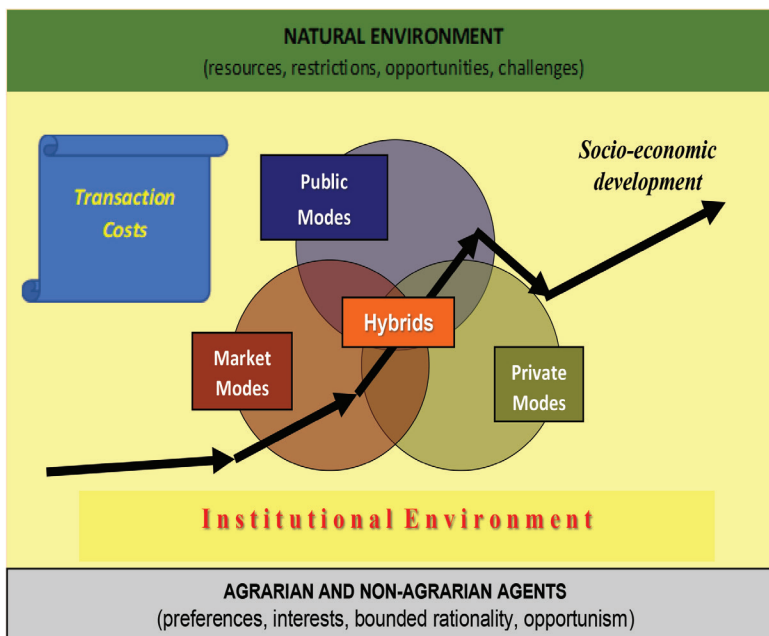 NATURAL ENVIRONMENT
(resources, restrictions, opportunities, challenges)
Socio-economic
development
Transaction
Costs
Public
Modes
Hybrids
Market
Modes
Private
Modes
Institutional Environment
AGRARIAN AND NON-AGRARIAN AGENTS
(preferences, interests, bounded rationality, opportunism)